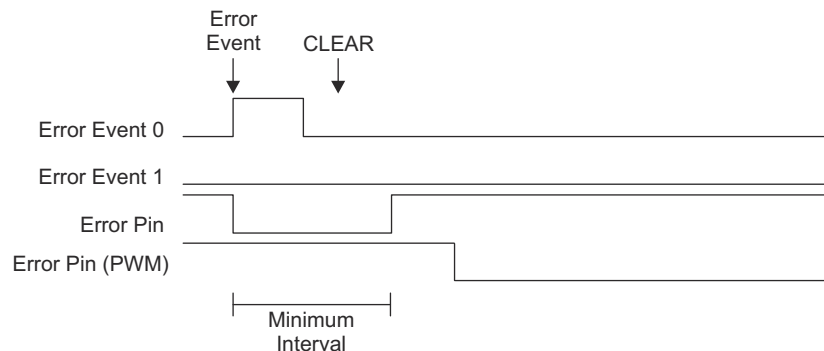 Error
Event
CLEAR
Error Event 0
Error Event 1
Error Pin
Error Pin (PWM)
Minimum
Interval